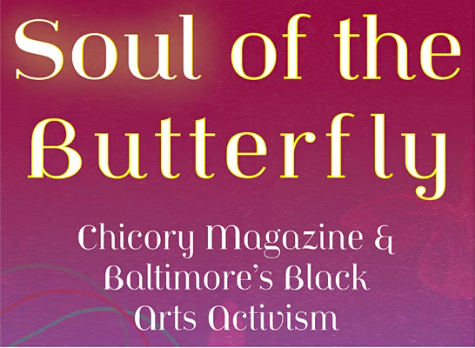 Soul of the
Butterfly
Chicory Magazine &
Baltimore's Black
Arts Activism